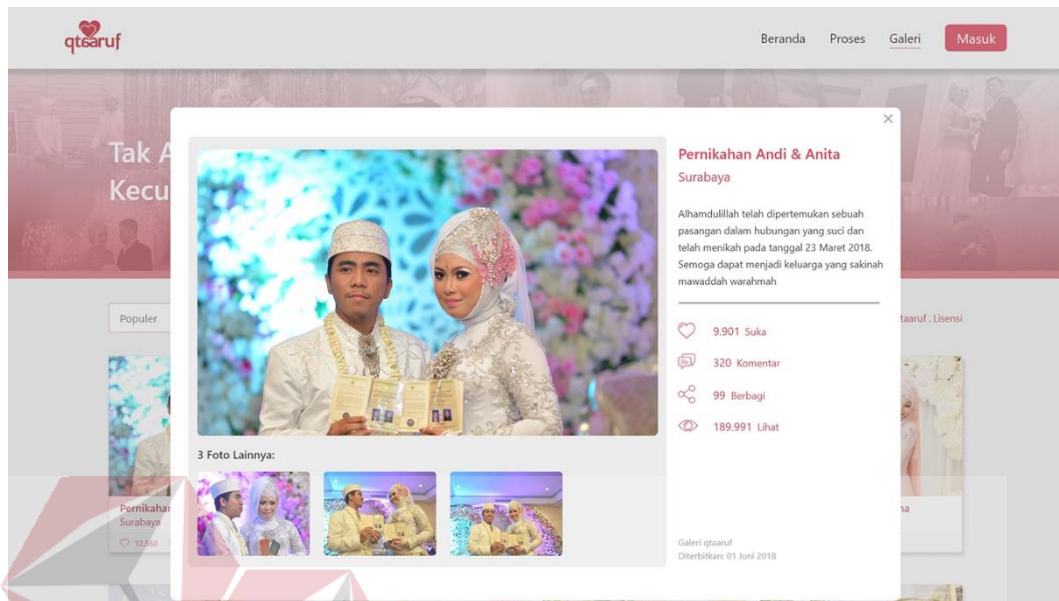 qtaaruf
Beranda Proses Galeri Masuk
Tak A
Kecu
Pernikahan Andi & Anita
Surabaya
Alhamdulillah telah dipertemukan sebuah
pasangan dalam hubungan yang suci dan
telah menikah pada tanggal 23 Maret 2018.
Semoga dapat menjadi keluarga yang sakinah
mawaddah warahmah
9.901 Suka
320 Komentar
99 Berbagi
189.991 Lihat
3 Foto Lainnya:
Galeri qtaaruf
Diterbitkan: 01 Juni 2018
Populer
taaruf . Lisensi
Pernikahan
Surabaya
12,560
na